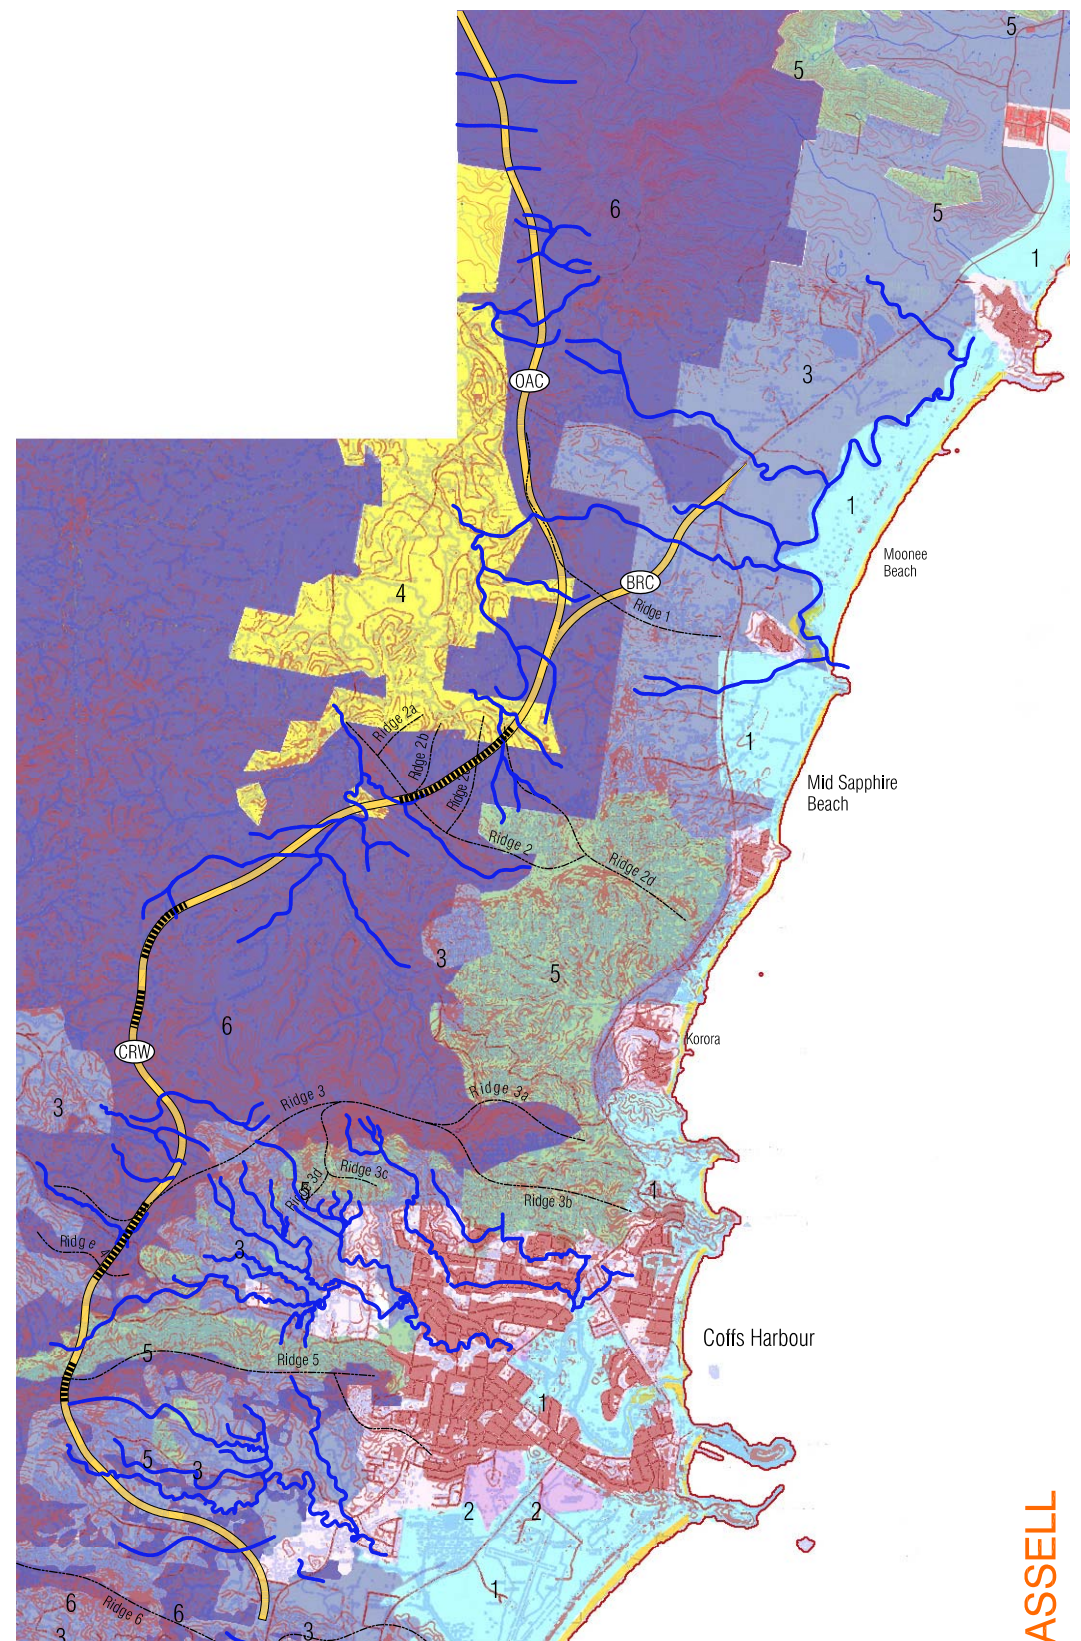 5
5
6
5
1
OAC
3
1
Moonee
Beach
BRC
4
Ridge 1
Ridge 2a
Ridge 2b
1
Mid Sapphire
Beach
Ridge 2
Ridge 2d
3
5
6
Korora
CRW
Ridge 3
Ridge 3a
3
Ridge 3c
5
Ridge 3d
1
Ridge 3b
3
Ridge 4
Coffs Harbour
5
Ridge 5
1
5
3
2
2
1
6
6
Ridge 6
3
3
ASSELL